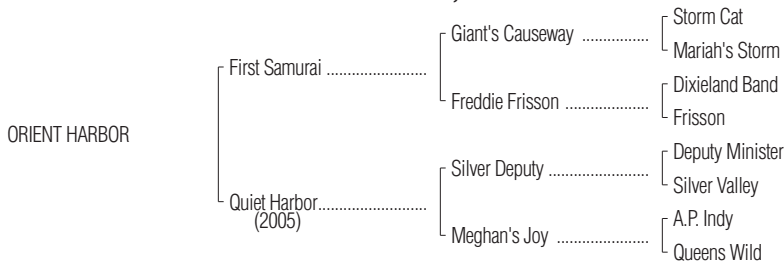 Storm Cat
Giant's Causeway ................
Mariah's Storm
First Samurai ........................
Dixieland Band
Freddie Frisson ....................
Frisson
ORIENT HARBOR
Deputy Minister
Silver Deputy ........................
Silver Valley
Quiet Harbor..........................
(2005)
A.P. Indy
Meghan's Joy ......................
Queens Wild